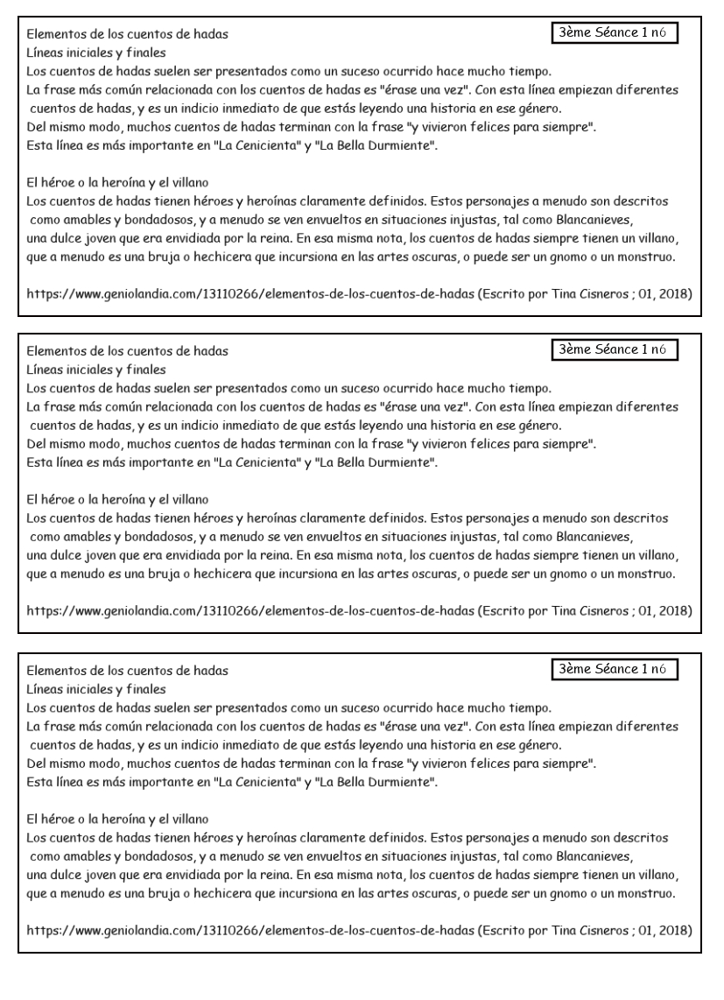 Elementos de los cuentos de hadas
3ème Séance 1 n6
Líneas iniciales y finales
Los cuentos de hadas suelen ser presentados como un suceso ocurrido hace mucho tiempo.
La frase más común relacionada con los cuentos de hadas es "érase una vez". Con esta línea empiezan diferentes
cuentos de hadas, y es un indicio inmediato de que estás leyendo una historia en ese género.
Del mismo modo, muchos cuentos de hadas terminan con la frase "y vivieron felices para siempre".
Esta línea es más importante en "La Cenicienta" y "La Bella Durmiente".

El héroe o la heroína y el villano
Los cuentos de hadas tienen héroes y heroínas claramente definidos. Estos personajes a menudo son descritos
como amables y bondadosos, y a menudo se ven envueltos en situaciones injustas, tal como Blancanieves,
una dulce joven que era envidiada por la reina. En esa misma nota, los cuentos de hadas siempre tienen un villano,
que a menudo es una bruja o hechicera que incursiona en las artes oscuras, o puede ser un gnomo o un monstruo.

https://www.geniolandia.com/13110266/elementos-de-los-cuentos-de-hadas (Escrito por Tina Cisneros ; 01, 2018)

Elementos de los cuentos de hadas
3ème Séance 1 n6
Líneas iniciales y finales
Los cuentos de hadas suelen ser presentados como un suceso ocurrido hace mucho tiempo.
La frase más común relacionada con los cuentos de hadas es "érase una vez". Con esta línea empiezan diferentes
cuentos de hadas, y es un indicio inmediato de que estás leyendo una historia en ese género.
Del mismo modo, muchos cuentos de hadas terminan con la frase "y vivieron felices para siempre".
Esta línea es más importante en "La Cenicienta" y "La Bella Durmiente".

El héroe o la heroína y el villano
Los cuentos de hadas tienen héroes y heroínas claramente definidos. Estos personajes a menudo son descritos
como amables y bondadosos, y a menudo se ven envueltos en situaciones injustas, tal como Blancanieves,
una dulce joven que era envidiada por la reina. En esa misma nota, los cuentos de hadas siempre tienen un villano,
que a menudo es una bruja o hechicera que incursiona en las artes oscuras, o puede ser un gnomo o un monstruo.

https://www.geniolandia.com/13110266/elementos-de-los-cuentos-de-hadas (Escrito por Tina Cisneros ; 01, 2018)

Elementos de los cuentos de hadas
3ème Séance 1 n6
Líneas iniciales y finales
Los cuentos de hadas suelen ser presentados como un suceso ocurrido hace mucho tiempo.
La frase más común relacionada con los cuentos de hadas es "érase una vez". Con esta línea empiezan diferentes
cuentos de hadas, y es un indicio inmediato de que estás leyendo una historia en ese género.
Del mismo modo, muchos cuentos de hadas terminan con la frase "y vivieron felices para siempre".
Esta línea es más importante en "La Cenicienta" y "La Bella Durmiente".

El héroe o la heroína y el villano
Los cuentos de hadas tienen héroes y heroínas claramente definidos. Estos personajes a menudo son descritos
como amables y bondadosos, y a menudo se ven envueltos en situaciones injustas, tal como Blancanieves,
una dulce joven que era envidiada por la reina. En esa misma nota, los cuentos de hadas siempre tienen un villano,
que a menudo es una bruja o hechicera que incursiona en las artes oscuras, o puede ser un gnomo o un monstruo.

https://www.geniolandia.com/13110266/elementos-de-los-cuentos-de-hadas (Escrito por Tina Cisneros ; 01, 2018)